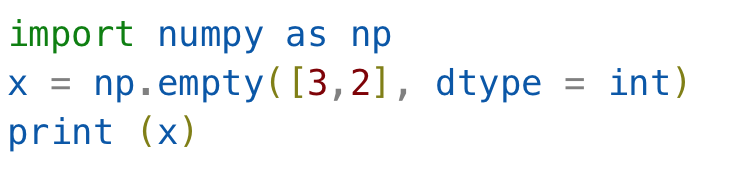 import numpy as np
x = np.empty([3,2], dtype = int)
print (x)